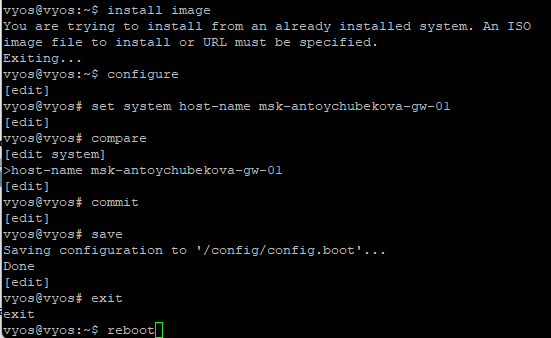 vyos@vyos:~$ install image
You are trying to install from an already installed system. An ISO
image file to install or URL must be specified.
Exiting...
vyos@vyos:~$ configure
[edit]
vyos@vyos# set system host-name msk-antoychubekova-gw-01
[edit]
vyos@vyos# compare
[edit system]
>host-name msk-antoychubekova-gw-01
[edit]
vyos@vyos# commit
[edit]
vyos@vyos# save
Saving configuration to '/config/config.boot'...
Done
[edit]
vyos@vyos# exit
exit
vyos@vyos:~$ reboot